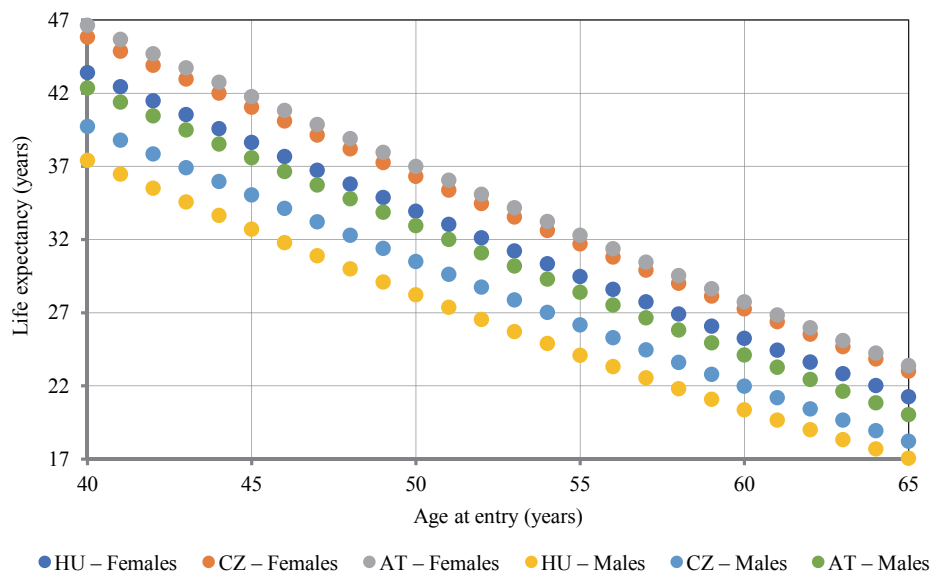 47
42
37
32
27
22
17
Life expectancy (years)
40 45 50 55 60 65
Age at entry (years)
HU – Females CZ – Females AT – Females HU – Males CZ – Males AT – Males